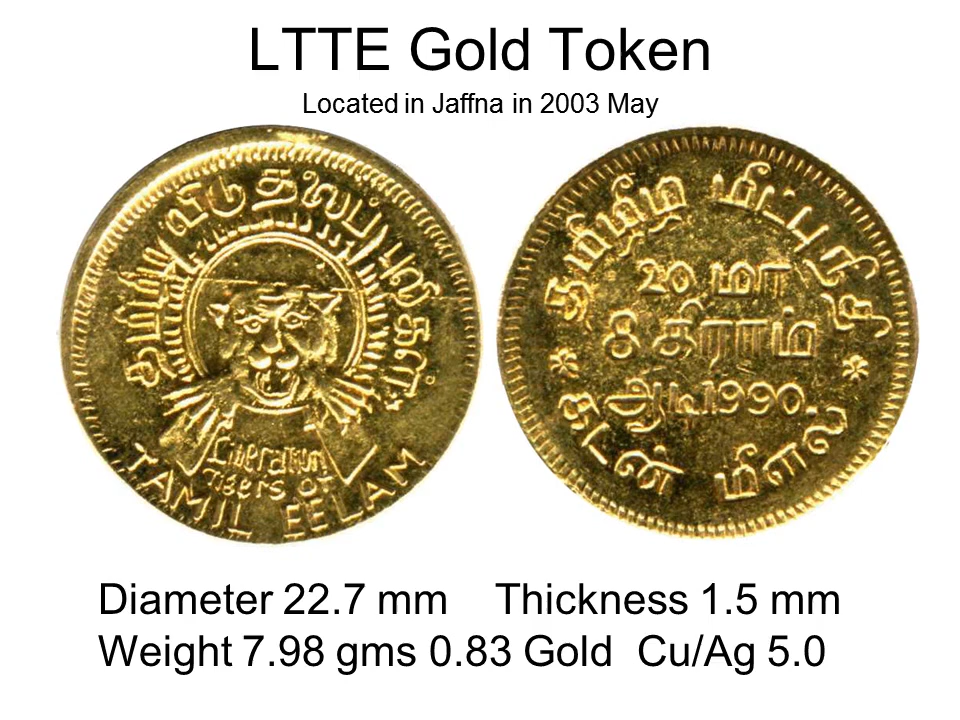 LTTE Gold Token
Located in Jaffna in 2003 May
விடுதலைப் புலிகள்
Liberation
Tigers OF
TAMIL EELAM
தமிழீழ மீட்புநிதி
20 மா
8 கிராம்
ஆடி.1990.
* கடன் மீளல் *
Diameter 22.7 mm Thickness 1.5 mm
Weight 7.98 gms 0.83 Gold Cu/Ag 5.0